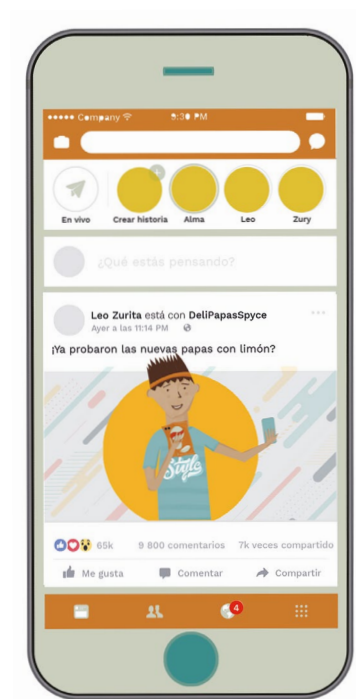 Company 9:30 PM
En vivo Crear historia Alma Leo Zury
¿Qué estás pensando?
Leo Zurita está con DeliPapasSpyce
Ayer a las 11:14 PM
¡Ya probaron las nuevas papas con limón?
Style
65k 9 800 comentarios 7k veces compartido
Me gusta Comentar Compartir
4